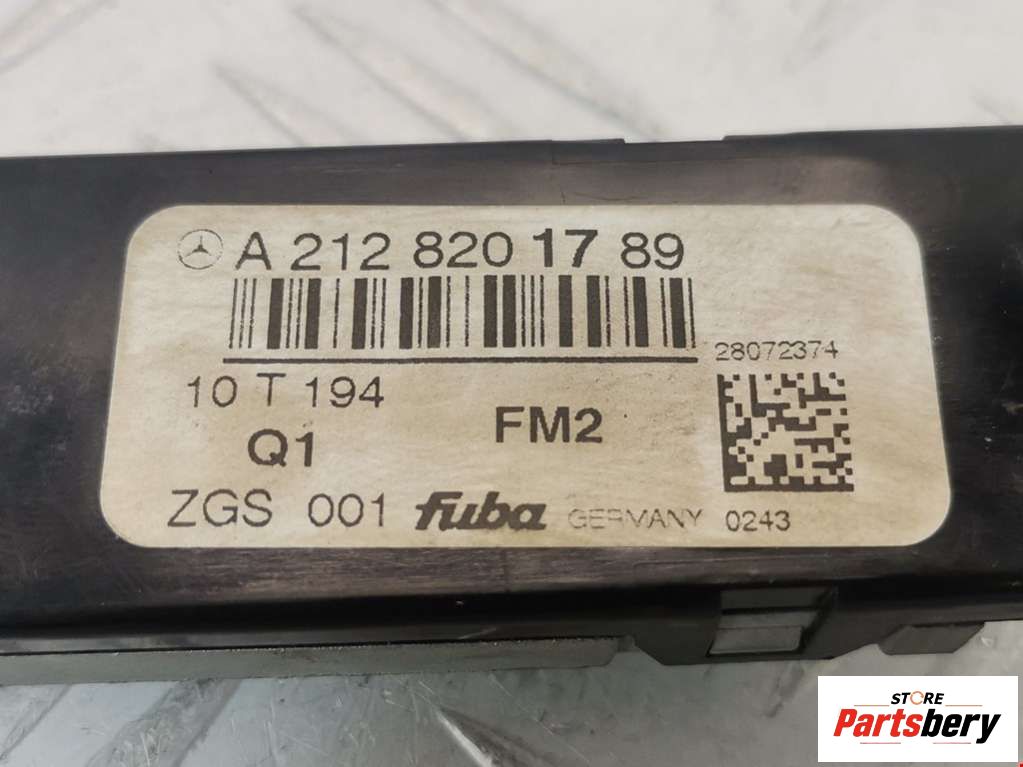 A 212 820 17 89
28072374
10 T 194
Q1
FM2
ZGS 001 fuba GERMANY 0243
STORE
Partsbery